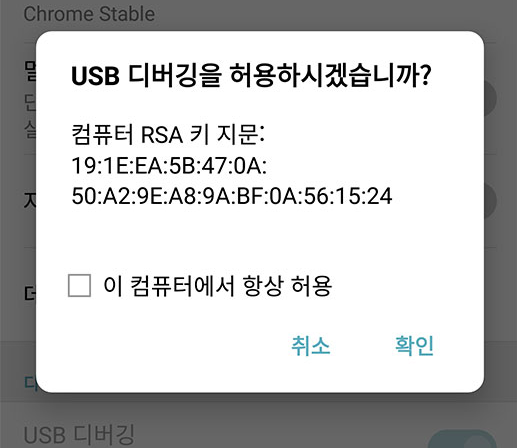 Chrome Stable
USB 디버깅을 허용하시겠습니까?
컴퓨터 RSA 키 지문:
19:1E:EA:5B:47:0A:
50:A2:9E:A8:9A:BF:0A:56:15:24
이 컴퓨터에서 항상 허용
취소 확인
USB 디버깅